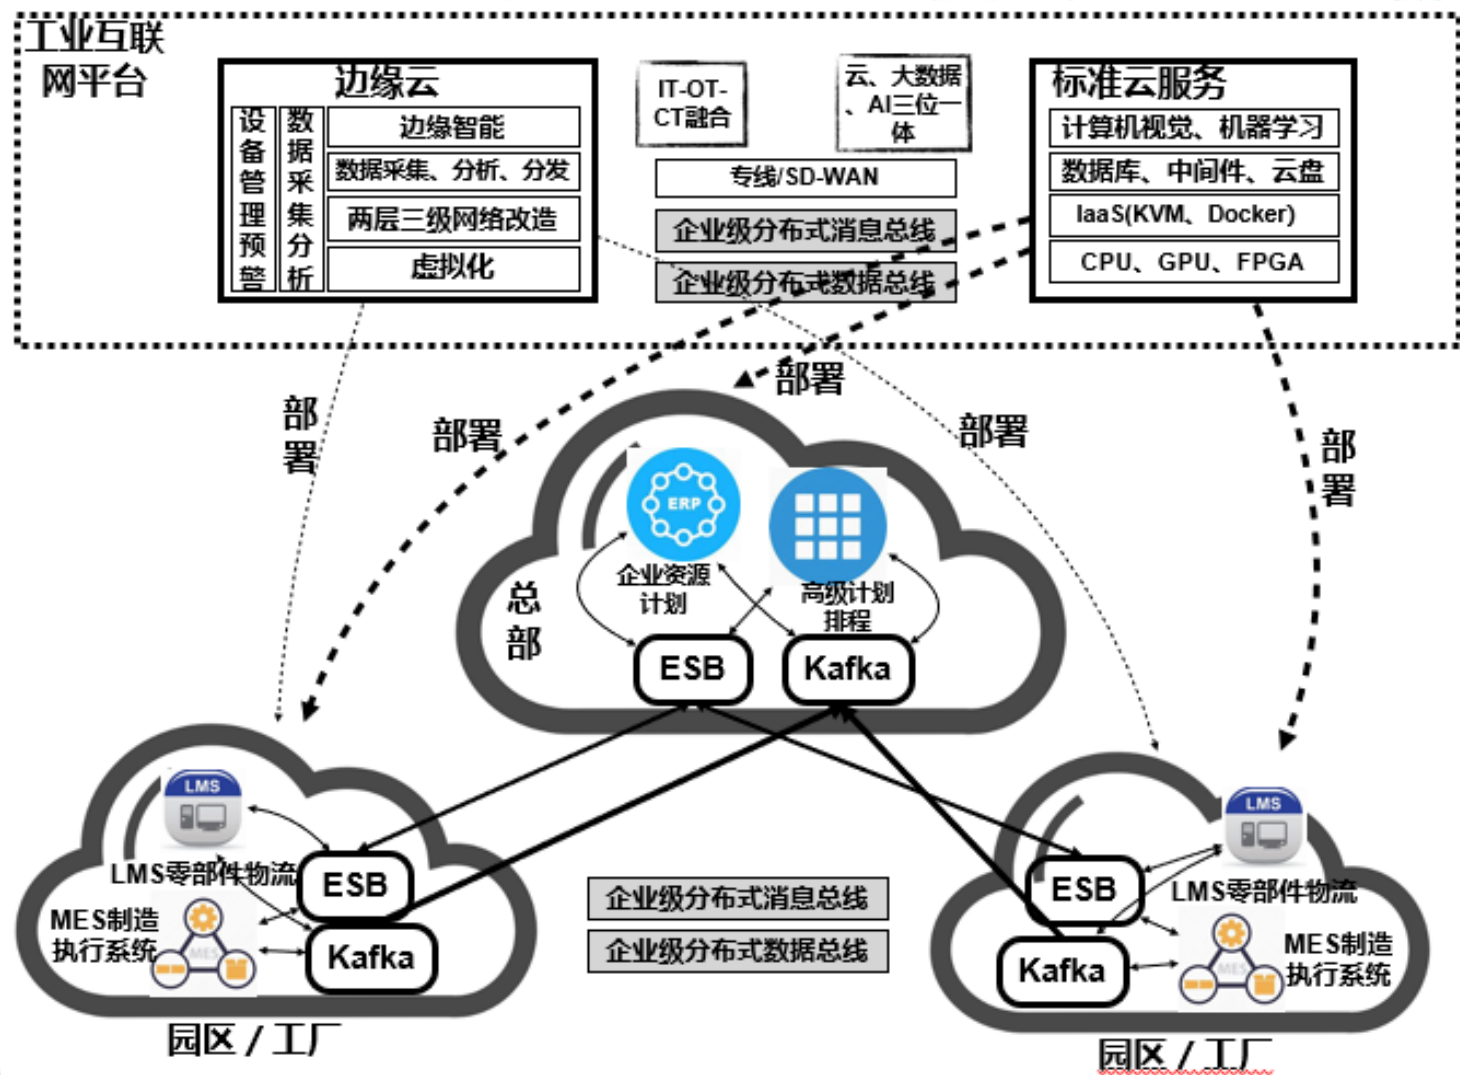 工业互联
网平台
边缘云
设备管理预警
数据采集分析
边缘智能
数据采集、分析、分发
两层三级网络改造
虚拟化
IT-OT-
CT融合
云、大数据
、AI三位一
体
专线/SD-WAN
企业级分布式消息总线
企业级分布式数据总线
标准云服务
计算机视觉、机器学习
数据库、中间件、云盘
IaaS(KVM、Docker)
CPU、GPU、FPGA
部署
部署
部署
部署
部署
总部
ERP
企业资源
计划
高级计划
排程
ESB
Kafka
LMS
LMS零部件物流
MES制造
执行系统
MES
ESB
Kafka
园区 / 工厂
企业级分布式消息总线
企业级分布式数据总线
LMS
ESB
LMS零部件物流
Kafka
MES
MES制造
执行系统
园区 / 工厂